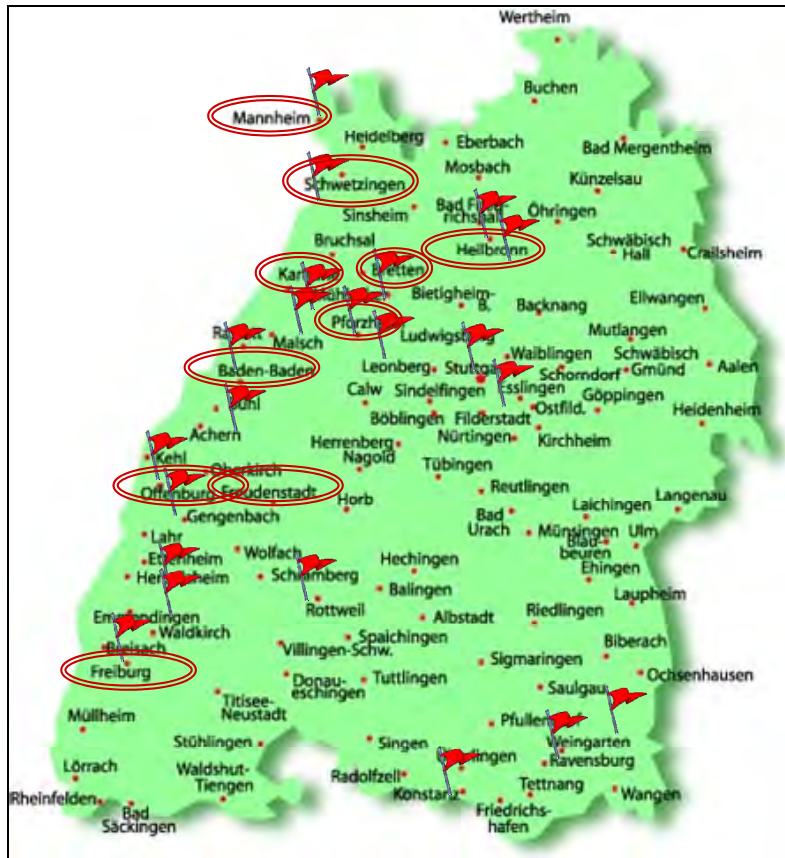 Wertheim
Buchen
Mannheim
Heidelberg
Eberbach
Bad Mergentheim
Mosbach
Schwetzingen
Künzelsau
Sinsheim
Öhringen
Bruchsal
Heilbronn
Schwäbisch
Hall
Crailsheim
Bretten
Bietigheim-
B.
Backnang
Ellwangen
Ludwigsburg
Mutlangen
Malsch
Leonberg
Waiblingen
Schwäbisch
Gmünd
Aalen
Baden-Baden
Schorndorf
Calw
Sindelfingen
Esslingen
Göppingen
Böblingen
Filderstadt
Ostfild.
Heidenheim
Achern
Nürtingen
Kirchheim
Herrenberg
Nagold
Kehl
Tübingen
Oberkirch
Offenburg
Freudenstadt
Horb
Reutlingen
Langenau
Gengenbach
Bad
Urach
Laichingen
Lahr
Münsingen
Ulm
Blau-
beuren
Wolfach
Hechingen
Ehingen
Balingen
Rottweil
Albstadt
Laupheim
Emmendingen
Riedlingen
Waldkirch
Spaichingen
Breisach
Villingen-Schw.
Biberach
Freiburg
Sigmaringen
Ochsenhausen
Donau-
eschingen
Tuttlingen
Saulgau
Titisee-
Neustadt
Müllheim
Stühlingen
Singen
Weingarten
Lörrach
Waldshut-
Tiengen
Radolfzell
Ravensburg
Konstanz
Tettnang
Wangen
Rheinfelden
Bad
Säckingen
Friedrichs-
hafen